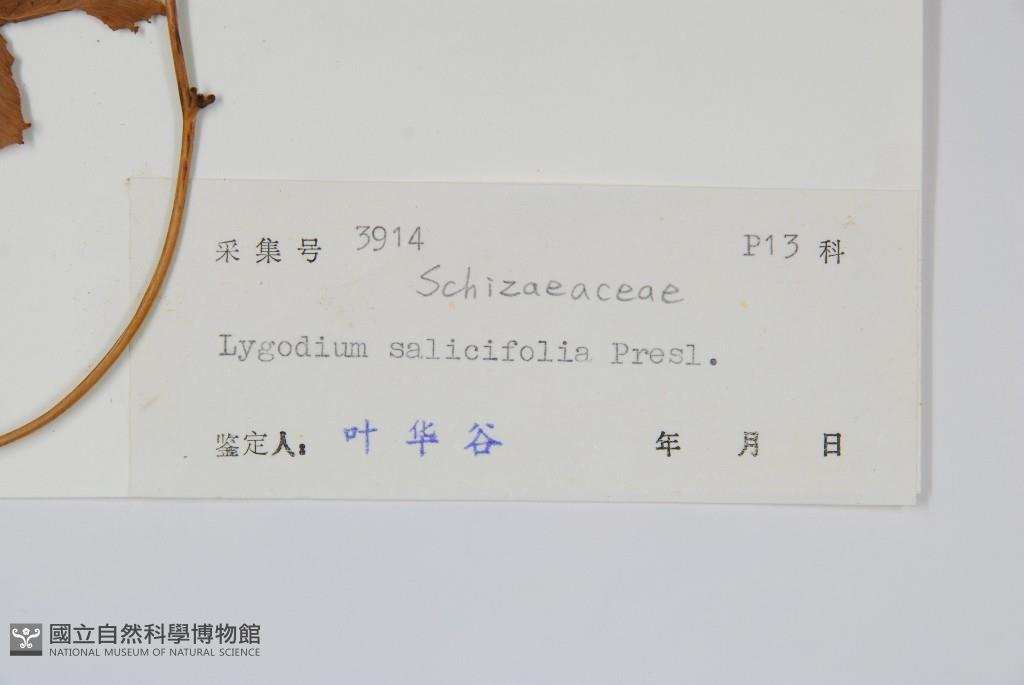 采集号 3914 P13 科
Schizaeaceae
Lygodium salicifolia Presl.
鉴定人: 叶华谷 年 月 日
國立自然科學博物館
NATIONAL MUSEUM OF NATURAL SCIENCE